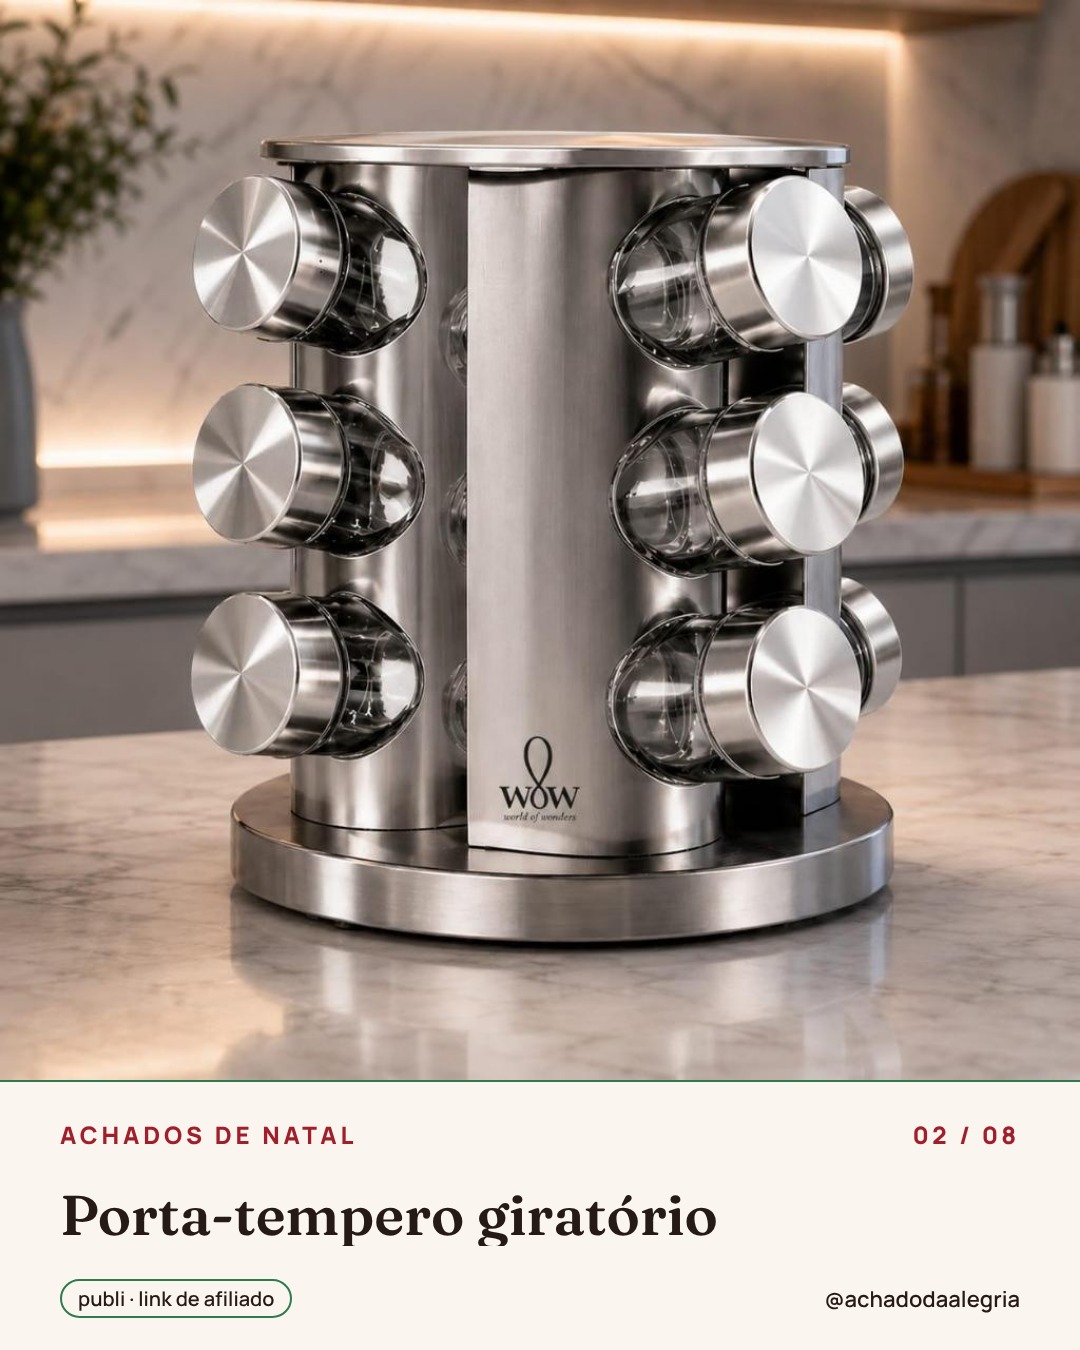 wow
world of wonders
ACHADOS DE NATAL
02 / 08
Porta-tempero giratório
publi · link de afiliado
@achadodaalegria